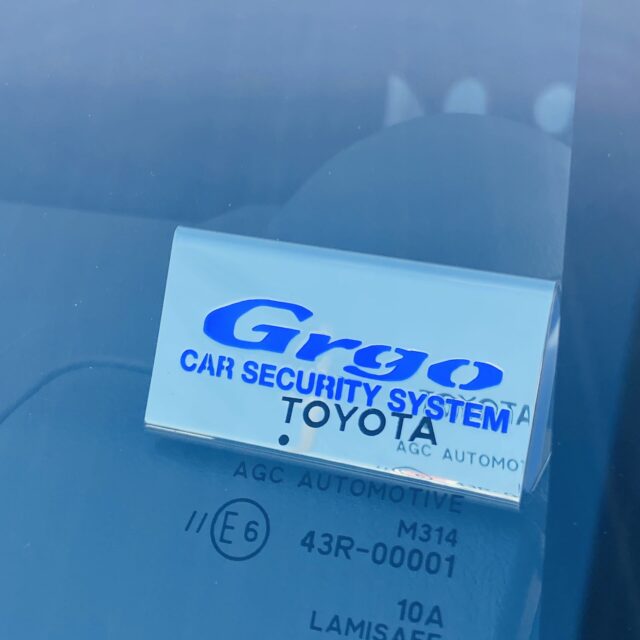 Grgo
CAR SECURITY SYSTEM
TOYOTA
TOYOTA
AGC AUTOMO
AGC AUTOMOTIVE
M314
//E6
43R-00001
10A
LAMISAFE